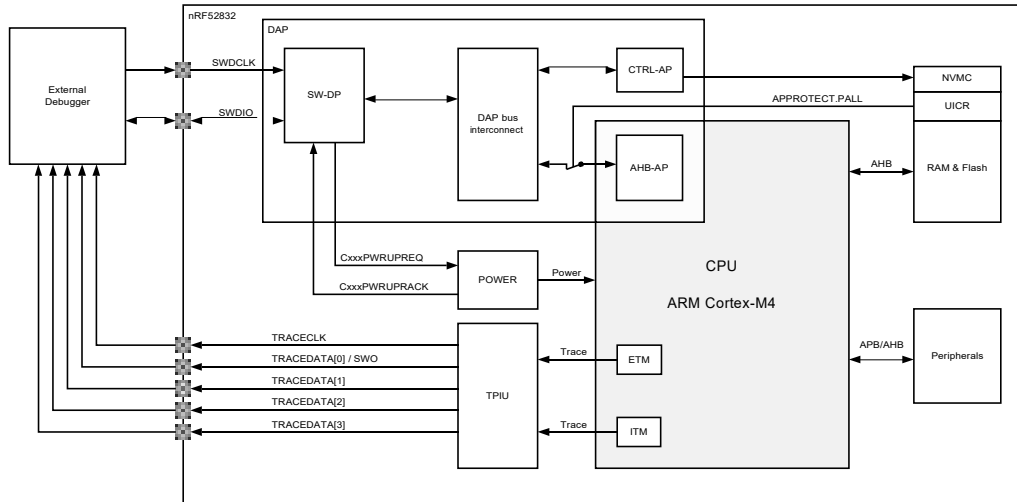 nRF52832
DAP
External
Debugger
SWDCLK
SWDIO
SW-DP
DAP bus
interconnect
CTRL-AP
AHB-AP
APPROTECT.PALL
NVMC
UICR
RAM & Flash
AHB
CxxxPWRUPREQ
CxxxPWRUPRACK
POWER
Power
CPU
ARM Cortex-M4
TRACECLK
TRACEDATA[0] / SWO
TRACEDATA[1]
TRACEDATA[2]
TRACEDATA[3]
TPIU
Trace
ETM
Trace
ITM
APB/AHB
Peripherals